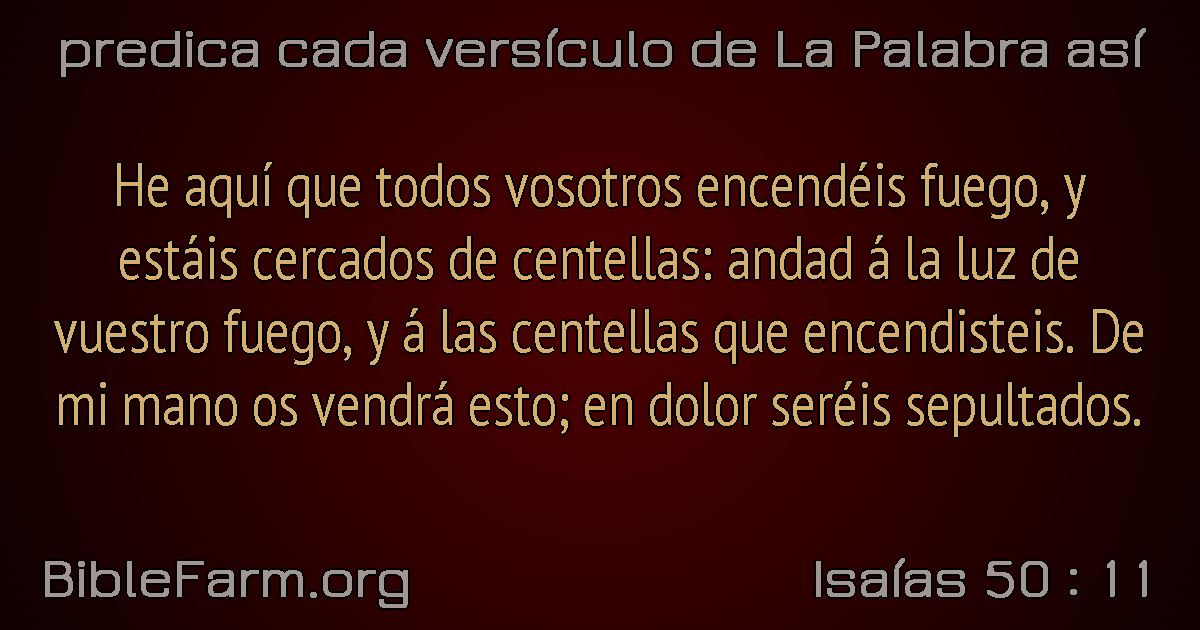 predica cada versículo de La Palabra así
He aquí que todos vosotros encendéis fuego, y
estáis cercados de centellas: andad á la luz de
vuestro fuego, y á las centellas que encendisteis. De
mi mano os vendrá esto; en dolor seréis sepultados.
BibleFarm.org
Isaías 50 : 11